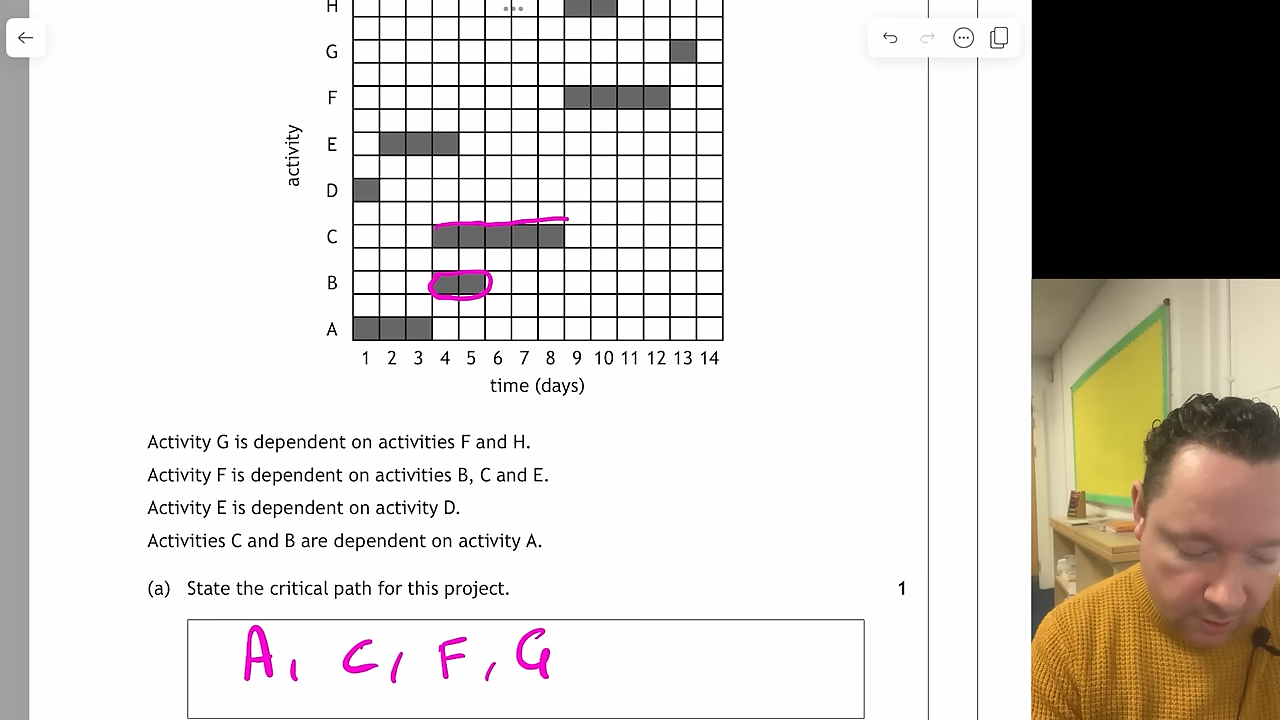 H
G
F
E
D
C
B
A
activity
1 2 3 4 5 6 7 8 9 10 11 12 13 14
time (days)
Activity G is dependent on activities F and H.
Activity F is dependent on activities B, C and E.
Activity E is dependent on activity D.
Activities C and B are dependent on activity A.
(a) State the critical path for this project. 1
A, C, F, G